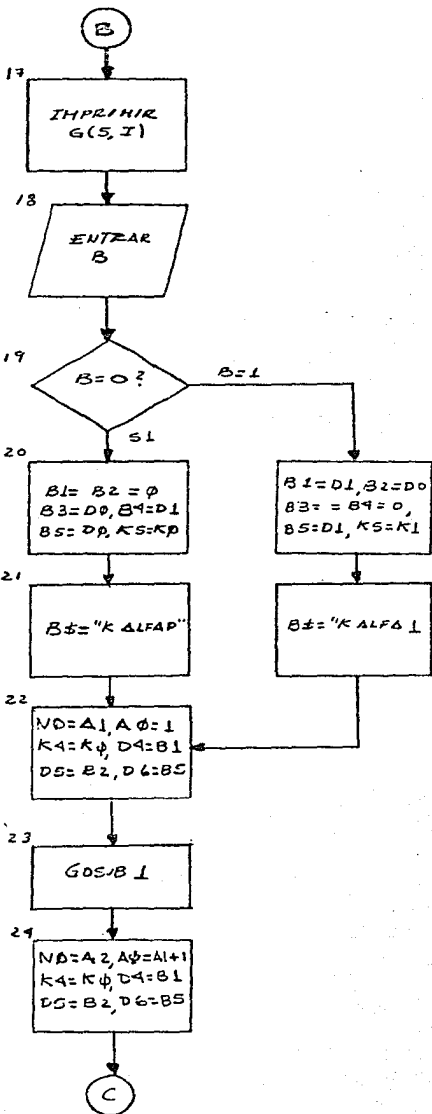 B
17
IMPRIMIR
G(5, I)
18
ENTRAR
B
19
B=0?
B=1
SI
20
B1= B2 = φ
B3=Dφ, B4=D1
B5= Dφ, K5=Kφ
B1=D1, B2=D0
B3= = B4=0,
B5=D1, K5=K1
21
B$="K ALFAP"
B$="K ALFA 1
22
NO=A1, Aφ=1
K4=Kφ, D4=B1
D5=B2, D6=B5
23
GOSUB 1
24
Nφ=A2, Aφ=A1+1
K4=Kφ, D4=B1
D5=B2, D6=B5
C